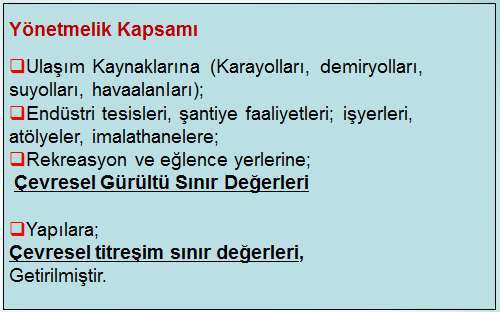 Yönetmelik Kapsamı
❑Ulaşım Kaynaklarına (Karayolları, demiryolları,
suyolları, havaalanları);
❑Endüstri tesisleri, şantiye faaliyetleri; işyerleri,
atölyeler, imalathanelere;
❑Rekreasyon ve eğlence yerlerine;
Çevresel Gürültü Sınır Değerleri
❑Yapılara;
Çevresel titreşim sınır değerleri,
Getirilmiştir.